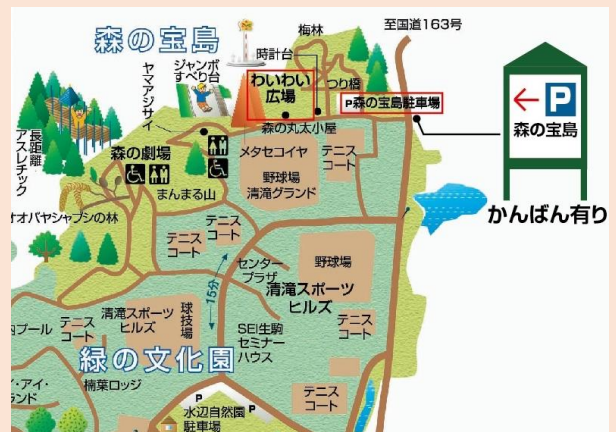 森の宝島
梅林
至国道163号
時計台
ジャンボ
すべり台
ヤマアジサイ
わいわい
広場
つり橋
P森の宝島駐車場
P
森の宝島
かんばん有り
長距離
アスレチック
森の丸太小屋
森の劇場
メタセコイヤ
テニス
コート
野球場
清滝グランド
まんまる山
オオバヤシャブシの林
テニス
コート
テニス
コート
センター
プラザ
野球場
清滝スポーツ
ヒルズ
15分
清滝スポーツ
ヒルズ
球技場
プール
テニス
コート
SEI生駒
セミナー
ハウス
テニス
コート
緑の文化園
イ・アイ・
ランド
楠葉ロッジ
テニス
コート
P
P
水辺自然園
駐車場